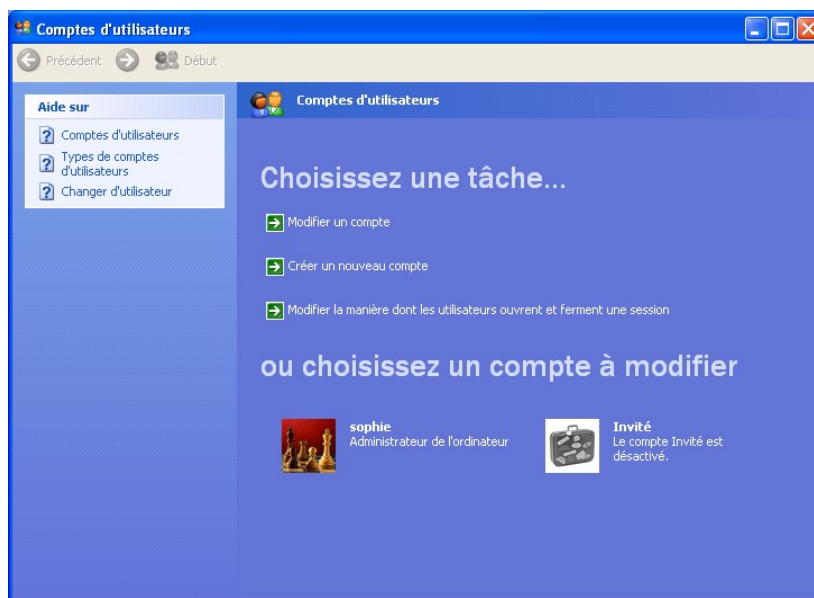 Comptes d'utilisateurs
Précédent
Début
Aide sur
Comptes d'utilisateurs
Types de comptes
d'utilisateurs
Changer d'utilisateur
Comptes d'utilisateurs
Choisissez une tâche...
Modifier un compte
Créer un nouveau compte
Modifier la manière dont les utilisateurs ouvrent et ferment une session
ou choisissez un compte à modifier
sophie
Administrateur de l'ordinateur
Invité
Le compte Invité est
désactivé.